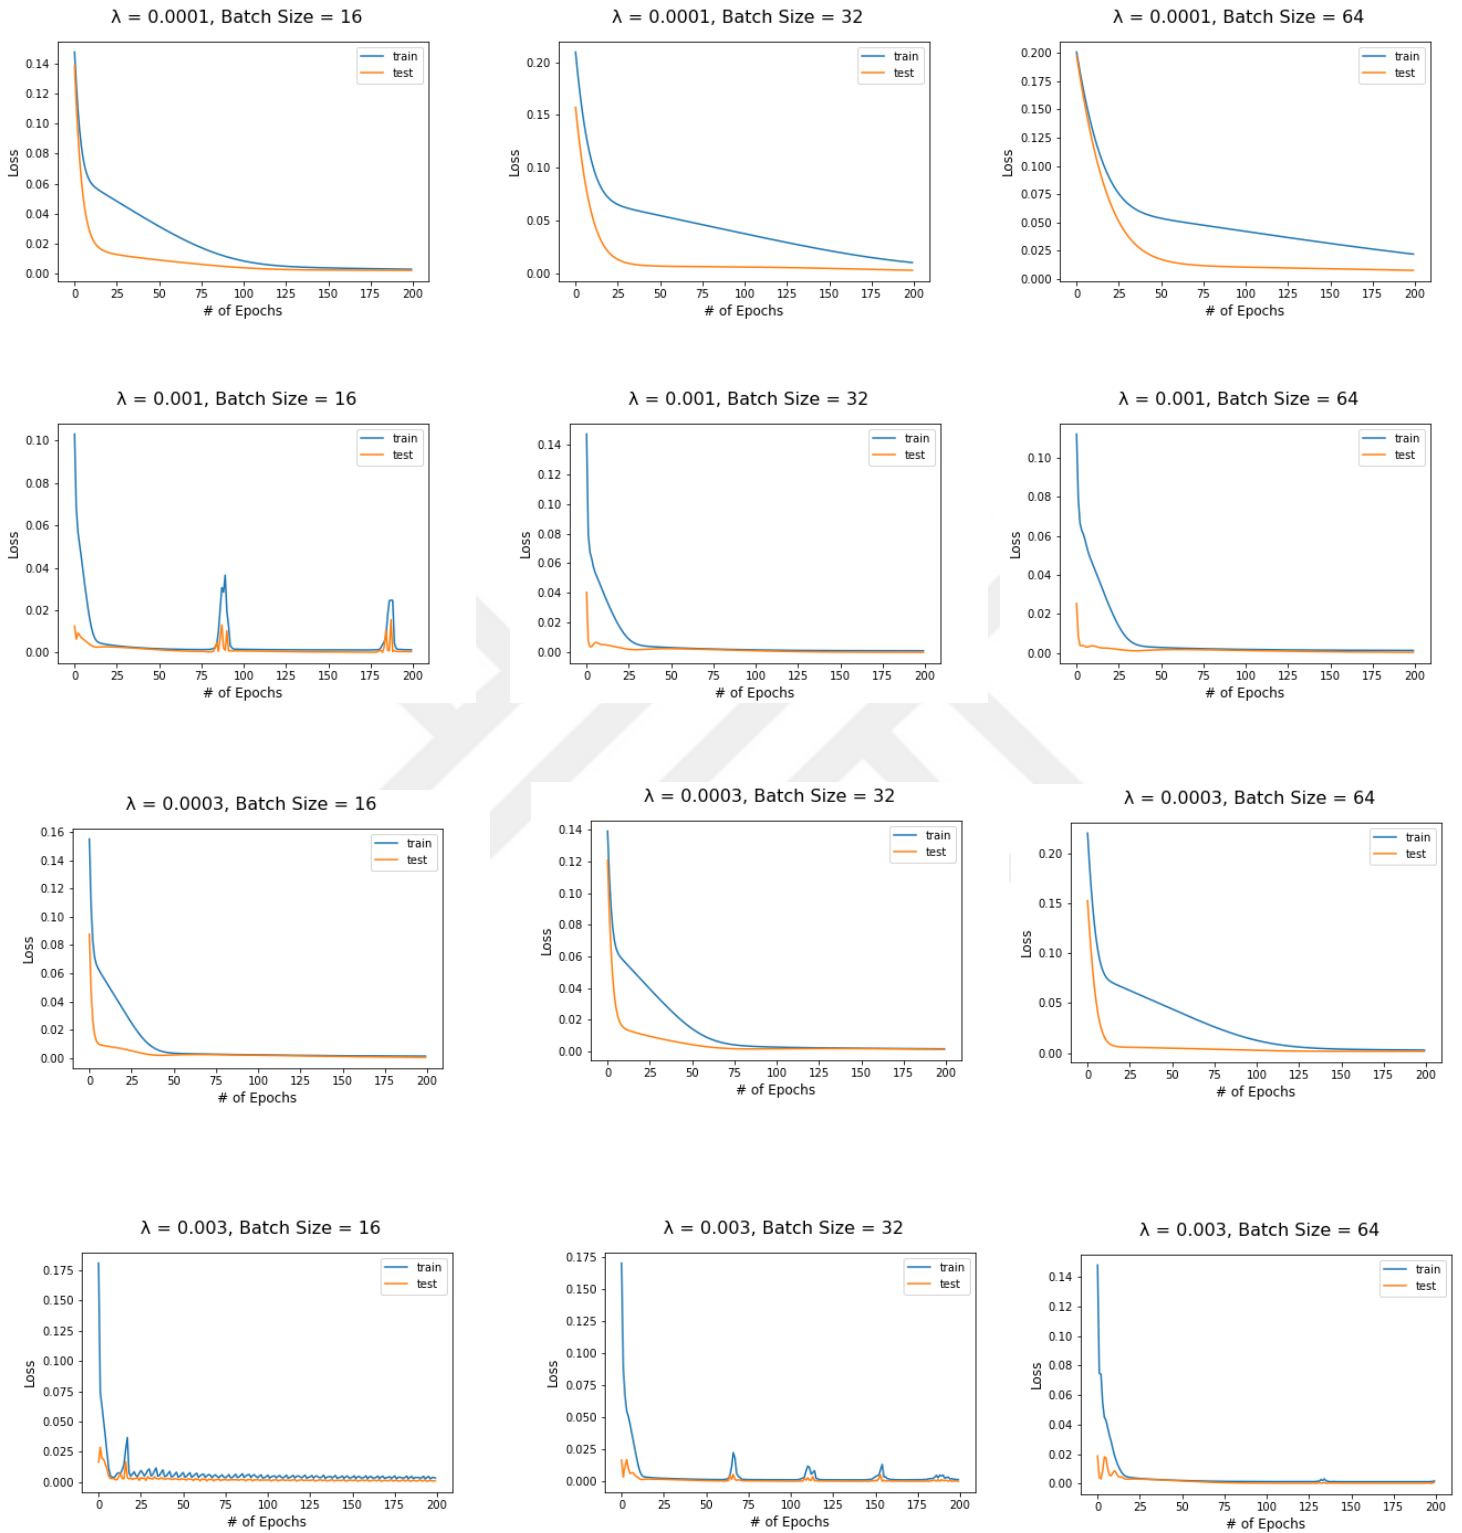 λ = 0.0001, Batch Size = 16
0.14
0.12
0.10
0.08
0.06
0.04
0.02
0.00
Loss
train
test
0 25 50 75 100 125 150 175 200
# of Epochs
λ = 0.0001, Batch Size = 32
0.20
0.15
0.10
0.05
0.00
Loss
train
test
0 25 50 75 100 125 150 175 200
# of Epochs
λ = 0.0001, Batch Size = 64
0.200
0.175
0.150
0.125
0.100
0.075
0.050
0.025
0.000
Loss
train
test
0 25 50 75 100 125 150 175 200
# of Epochs
λ = 0.001, Batch Size = 16
0.10
0.08
0.06
0.04
0.02
0.00
Loss
train
test
0 25 50 75 100 125 150 175 200
# of Epochs
λ = 0.001, Batch Size = 32
0.14
0.12
0.10
0.08
0.06
0.04
0.02
0.00
Loss
train
test
0 25 50 75 100 125 150 175 200
# of Epochs
λ = 0.001, Batch Size = 64
0.10
0.08
0.06
0.04
0.02
0.00
Loss
train
test
0 25 50 75 100 125 150 175 200
# of Epochs
λ = 0.0003, Batch Size = 16
0.16
0.14
0.12
0.10
0.08
0.06
0.04
0.02
0.00
Loss
train
test
0 25 50 75 100 125 150 175 200
# of Epochs
λ = 0.0003, Batch Size = 32
0.14
0.12
0.10
0.08
0.06
0.04
0.02
0.00
Loss
train
test
0 25 50 75 100 125 150 175 200
# of Epochs
λ = 0.0003, Batch Size = 64
0.20
0.15
0.10
0.05
0.00
Loss
train
test
0 25 50 75 100 125 150 175 200
# of Epochs
λ = 0.003, Batch Size = 16
0.175
0.150
0.125
0.100
0.075
0.050
0.025
0.000
Loss
train
test
0 25 50 75 100 125 150 175 200
# of Epochs
λ = 0.003, Batch Size = 32
0.175
0.150
0.125
0.100
0.075
0.050
0.025
0.000
Loss
train
test
0 25 50 75 100 125 150 175 200
# of Epochs
λ = 0.003, Batch Size = 64
0.14
0.12
0.10
0.08
0.06
0.04
0.02
0.00
Loss
train
test
0 25 50 75 100 125 150 175 200
# of Epochs